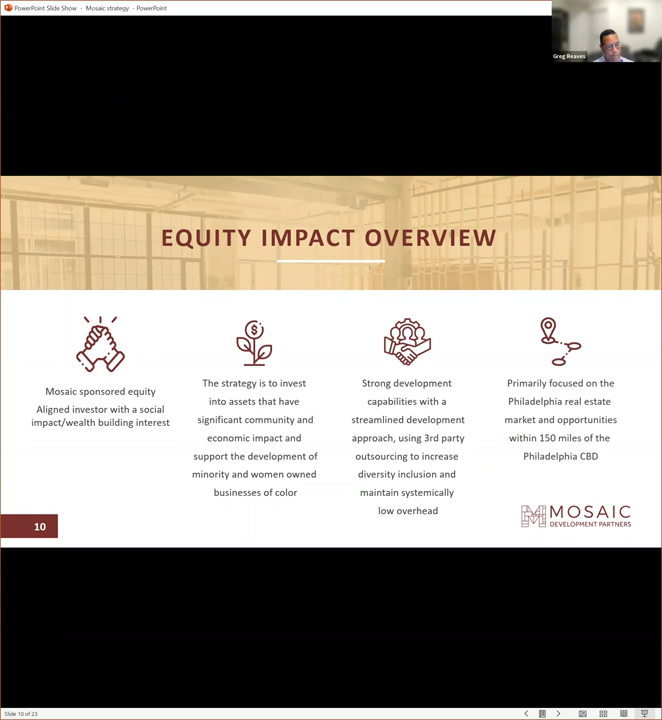 PowerPoint Slide Show - Mosaic strategy - PowerPoint
Greg Reaves
EQUITY IMPACT OVERVIEW
$
Mosaic sponsored equity
Aligned investor with a social
impact/wealth building interest
The strategy is to invest
into assets that have
significant community and
economic impact and
support the development of
minority and women owned
businesses of color
Strong development
capabilities with a
streamlined development
approach, using 3rd party
outsourcing to increase
diversity inclusion and
maintain systemically
low overhead
Primarily focused on the
Philadelphia real estate
market and opportunities
within 150 miles of the
Philadelphia CBD
10
MOSAIC
DEVELOPMENT PARTNERS
Slide 10 of 23